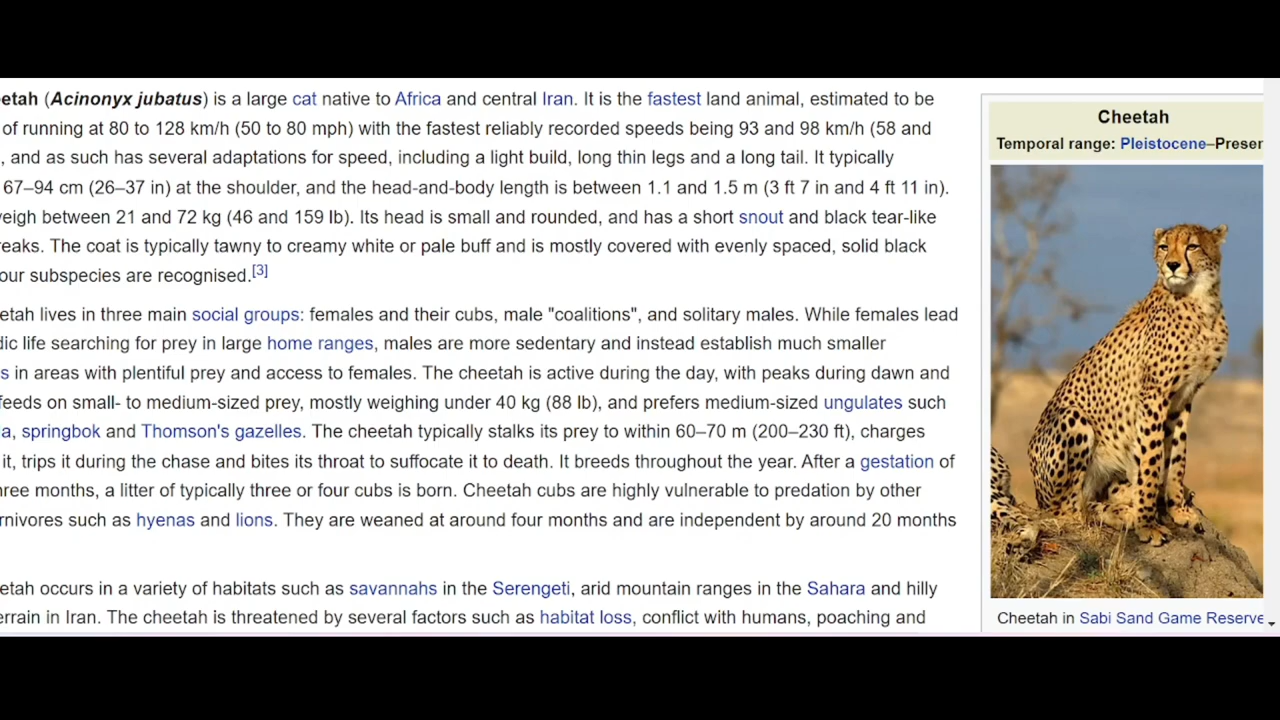 etah (Acinonyx jubatus) is a large cat native to Africa and central Iran. It is the fastest land animal, estimated to be
of running at 80 to 128 km/h (50 to 80 mph) with the fastest reliably recorded speeds being 93 and 98 km/h (58 and
, and as such has several adaptations for speed, including a light build, long thin legs and a long tail. It typically
67–94 cm (26–37 in) at the shoulder, and the head-and-body length is between 1.1 and 1.5 m (3 ft 7 in and 4 ft 11 in).
eigh between 21 and 72 kg (46 and 159 lb). Its head is small and rounded, and has a short snout and black tear-like
reaks. The coat is typically tawny to creamy white or pale buff and is mostly covered with evenly spaced, solid black
our subspecies are recognised.[3]
etah lives in three main social groups: females and their cubs, male "coalitions", and solitary males. While females lead
dic life searching for prey in large home ranges, males are more sedentary and instead establish much smaller
s in areas with plentiful prey and access to females. The cheetah is active during the day, with peaks during dawn and
feeds on small- to medium-sized prey, mostly weighing under 40 kg (88 lb), and prefers medium-sized ungulates such
a, springbok and Thomson's gazelles. The cheetah typically stalks its prey to within 60–70 m (200–230 ft), charges
it, trips it during the chase and bites its throat to suffocate it to death. It breeds throughout the year. After a gestation of
hree months, a litter of typically three or four cubs is born. Cheetah cubs are highly vulnerable to predation by other
rnivores such as hyenas and lions. They are weaned at around four months and are independent by around 20 months
etah occurs in a variety of habitats such as savannahs in the Serengeti, arid mountain ranges in the Sahara and hilly
errain in Iran. The cheetah is threatened by several factors such as habitat loss, conflict with humans, poaching and
Cheetah
Temporal range: Pleistocene–Presen
Cheetah in Sabi Sand Game Reserve